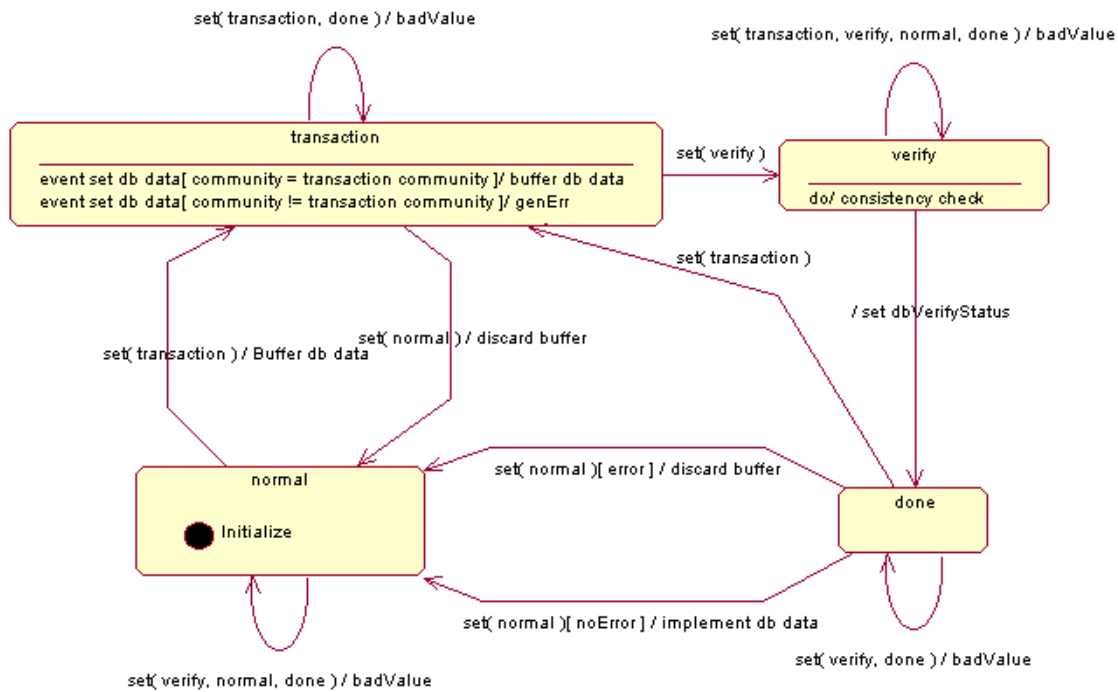 set( transaction, done ) / badValue
set( transaction, verify, normal, done ) / badValue
transaction
event set db data[ community = transaction community ]/ buffer db data
event set db data[ community != transaction community ]/ genErr
set( verify )
verify
do/ consistency check
set( transaction )
/ set dbVerifyStatus
set( normal ) / discard buffer
set( transaction ) / Buffer db data
set( normal )[ error ] / discard buffer
normal
Initialize
done
set( normal )[ noError ] / implement db data
set( verify, done ) / badValue
set( verify, normal, done ) / badValue